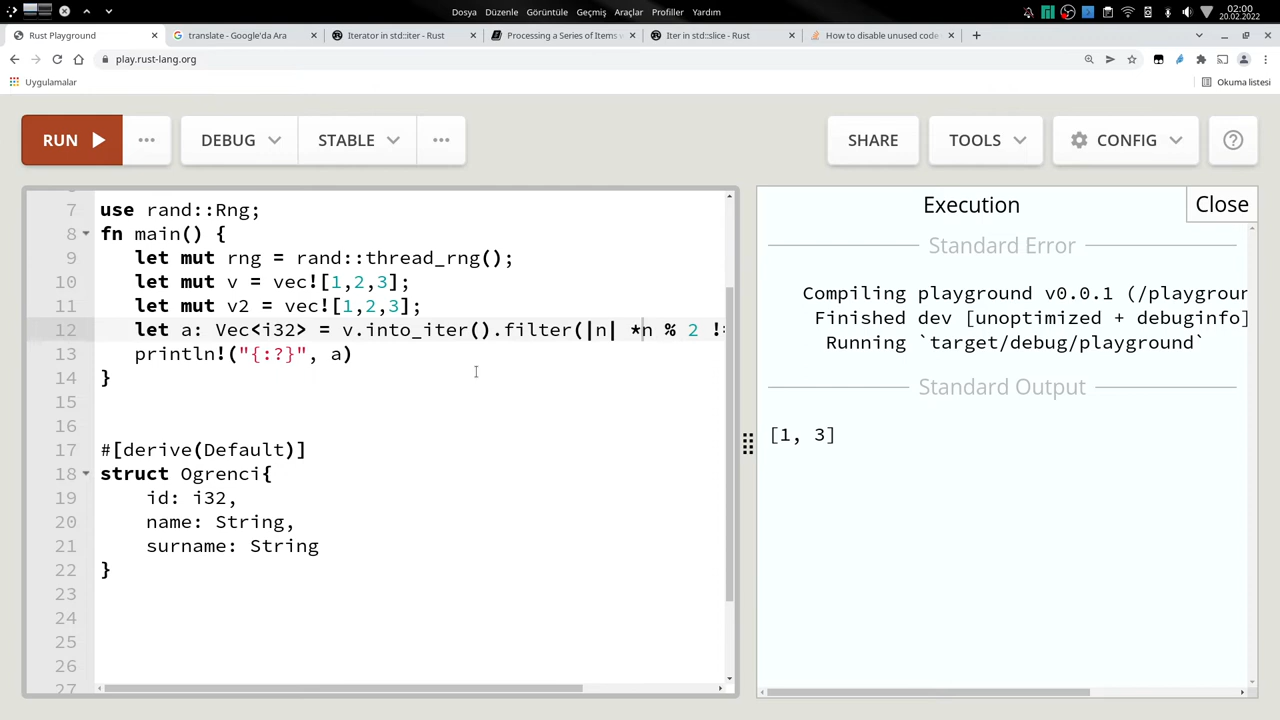 Dosya Düzenle Görüntüle Geçmiş Araçlar Profiller Yardım
02:00
20.02.2022
Rust Playground
translate - Google'da Ara
Iterator in std::iter - Rust
Processing a Series of Items v
Iter in std::slice - Rust
How to disable unused code
play.rust-lang.org
Uygulamalar
Okuma listesi
RUN
DEBUG
STABLE
SHARE
TOOLS
CONFIG
7 use rand::Rng;
8 fn main() {
9 let mut rng = rand::thread_rng();
10 let mut v = vec![1,2,3];
11 let mut v2 = vec![1,2,3];
12 let a: Vec<i32> = v.into_iter().filter(|n| *n % 2 !=
13 println!("{:?}", a)
14 }
15
16
17 #[derive(Default)]
18 struct Ogrenci{
19 id: i32,
20 name: String,
21 surname: String
22 }
23
24
25
26
27
Execution
Close
Standard Error
Compiling playground v0.0.1 (/playgrour
Finished dev [unoptimized + debuginfo]
Running `target/debug/playground`
Standard Output
[1, 3]